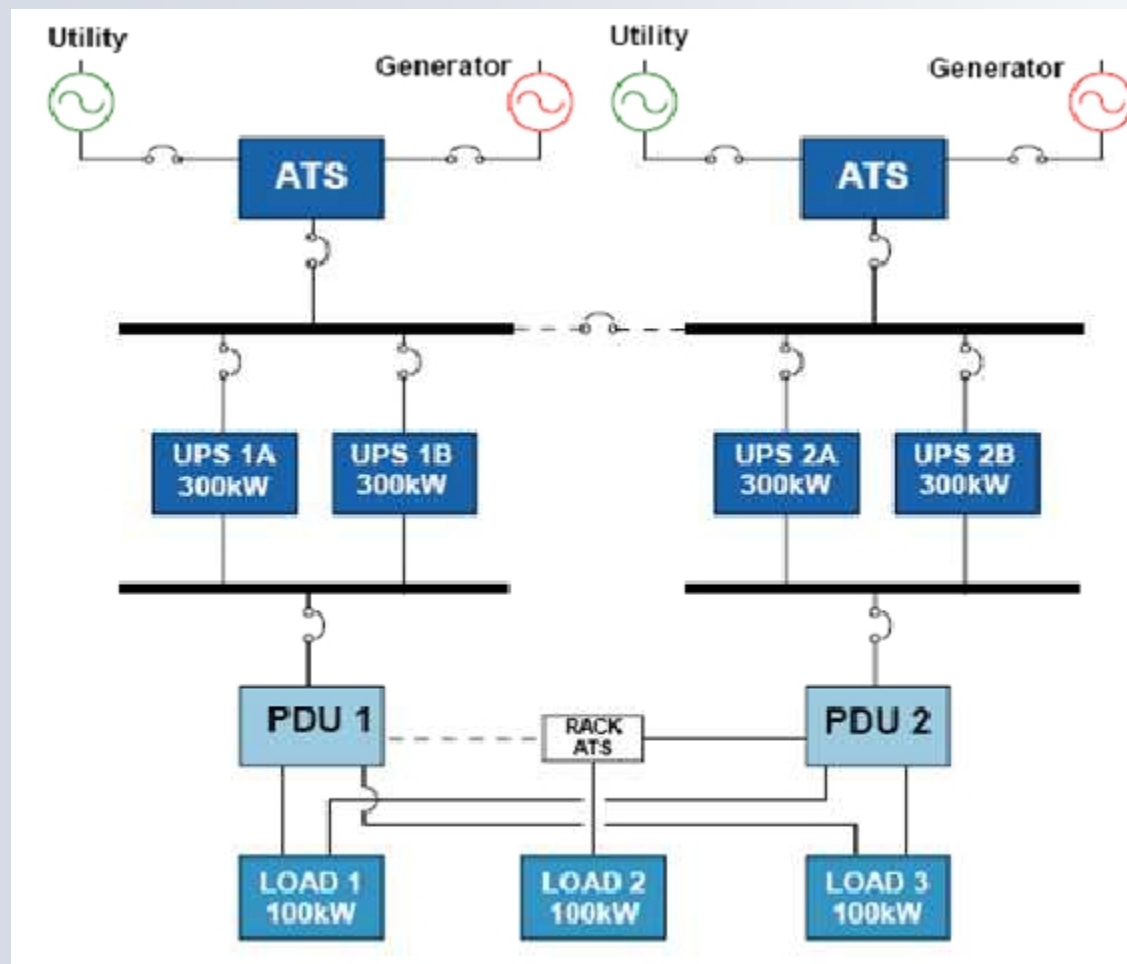 Utility
Generator
Utility
Generator
ATS
ATS
UPS 1A
300kW
UPS 1B
300kW
UPS 2A
300kW
UPS 2B
300kW
PDU 1
RACK
ATS
PDU 2
LOAD 1
100kW
LOAD 2
100kW
LOAD 3
100kW